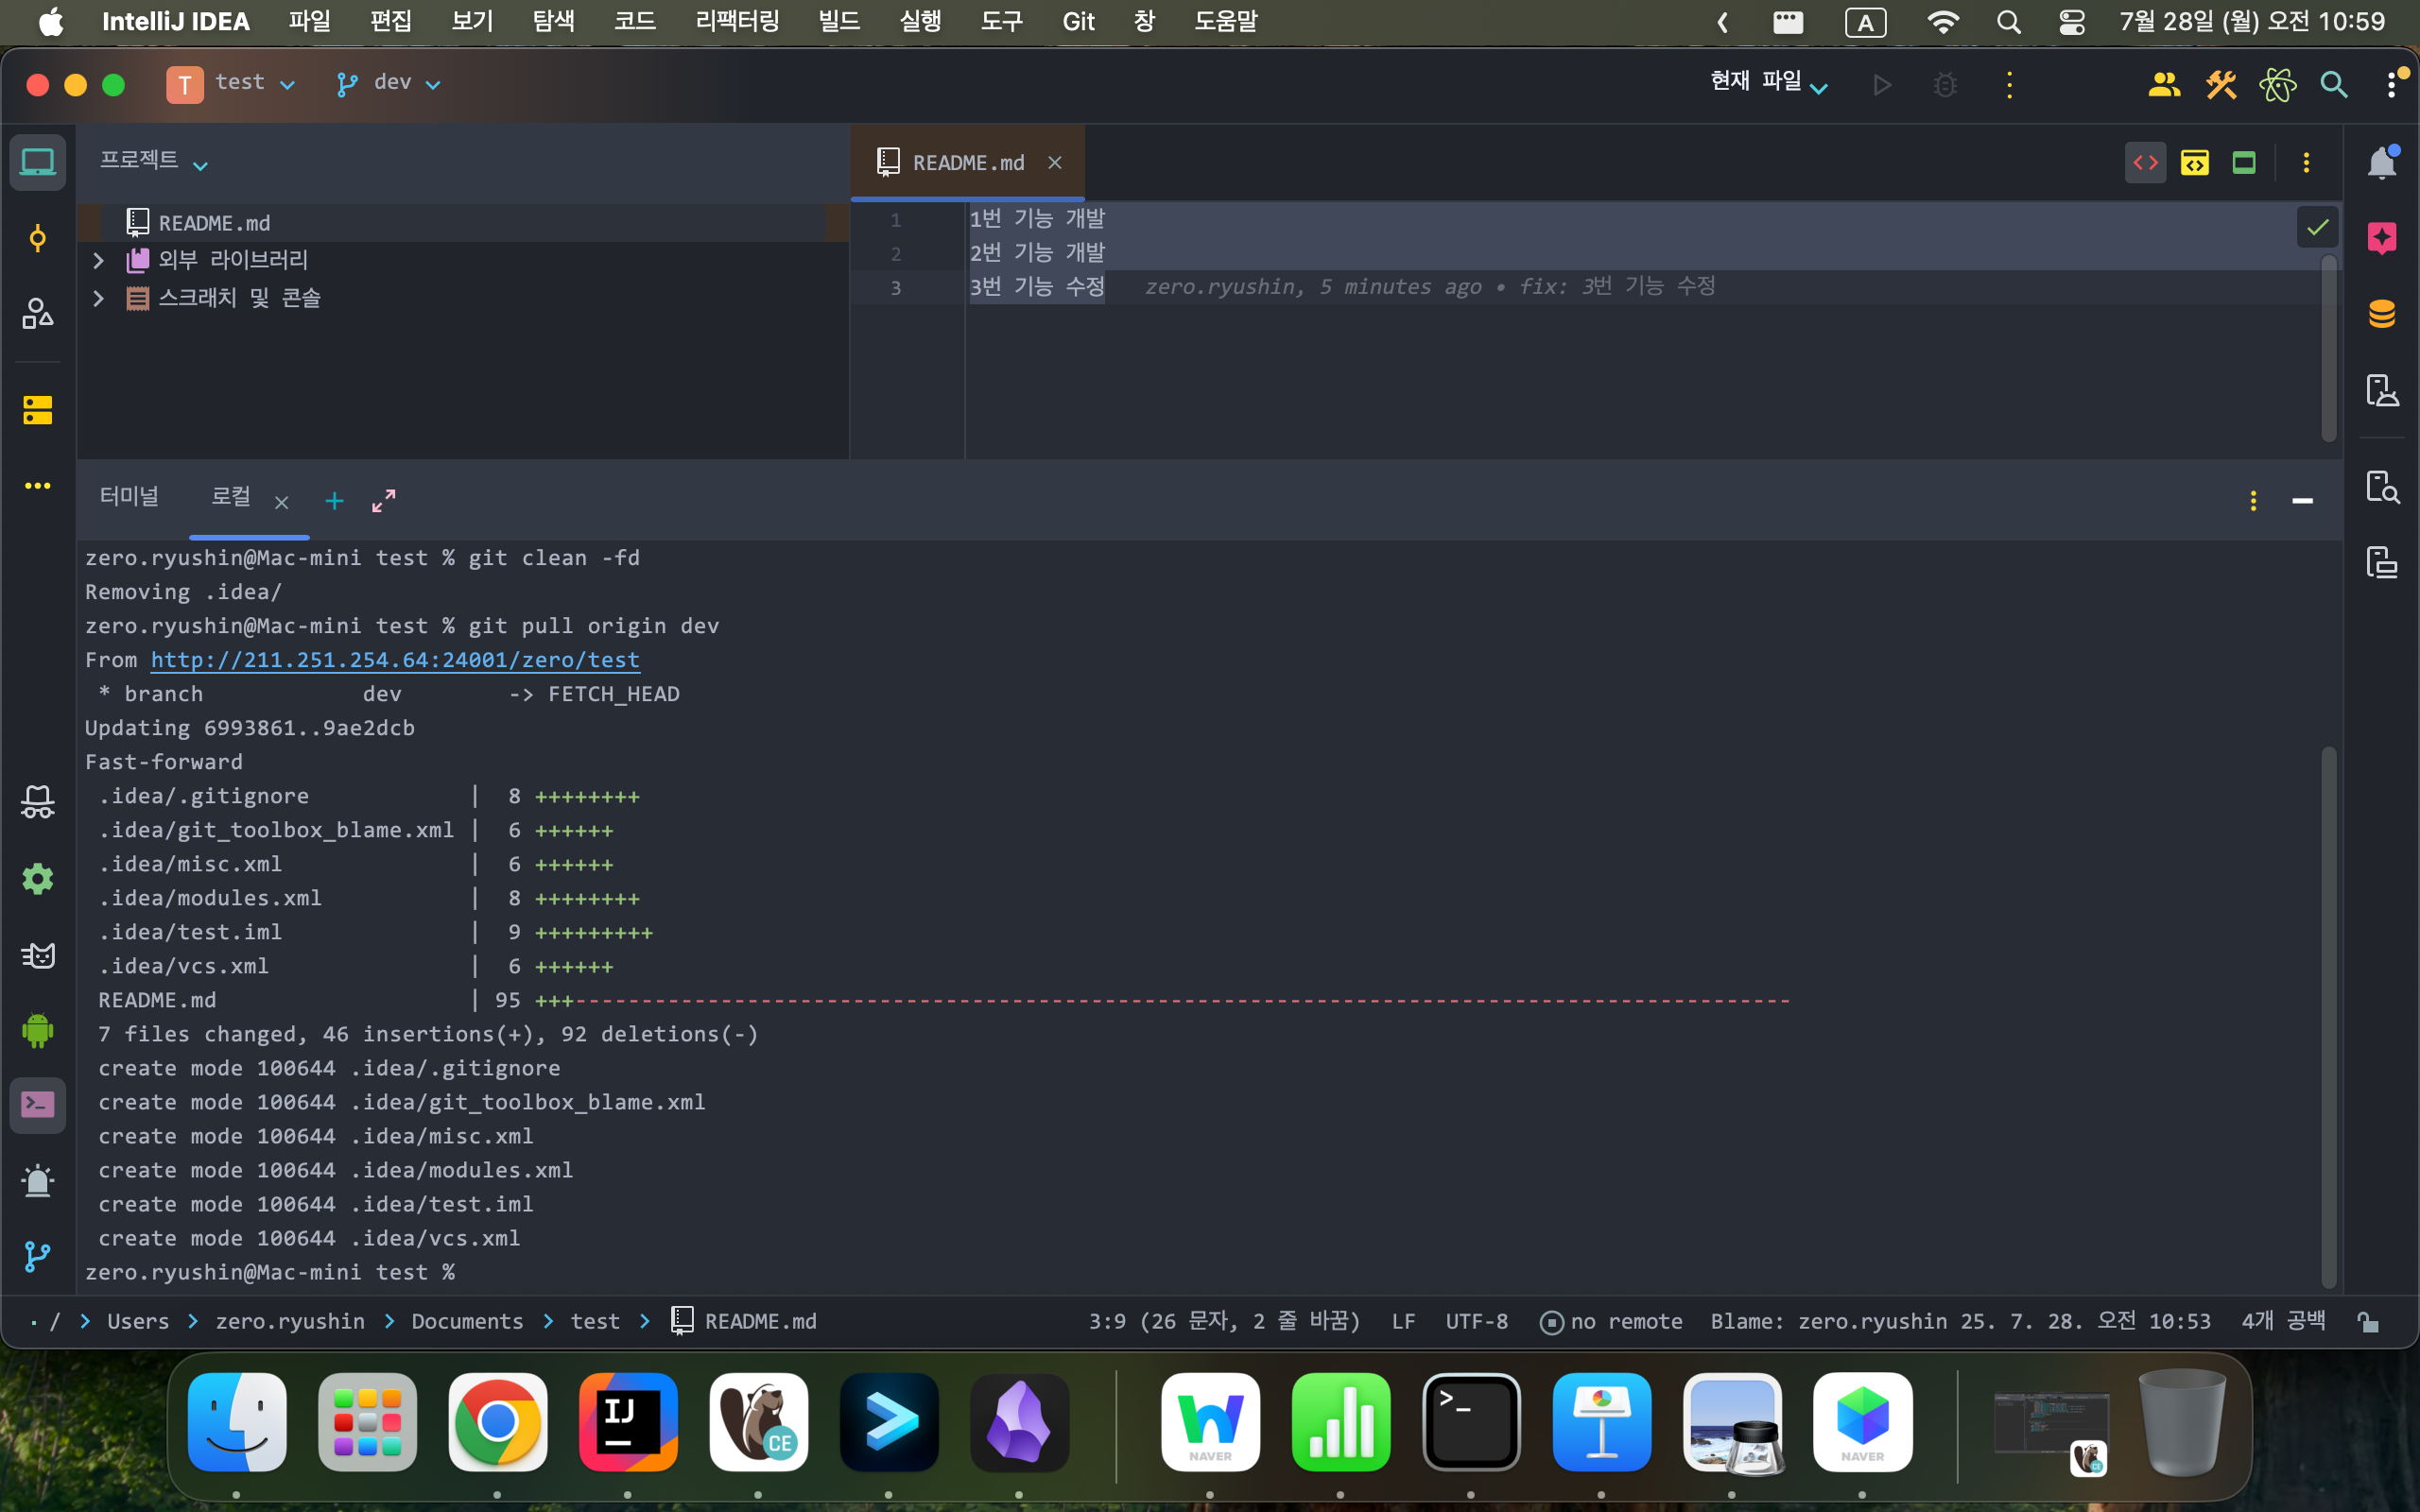 IntelliJ IDEA 파일 편집 보기 탐색 코드 리팩터링 빌드 실행 도구 Git 창 도움말 A 7월 28일 (월) 오전 10:59
T test dev 현재 파일
프로젝트
README.md
README.md
외부 라이브러리
스크래치 및 콘솔
1 1번 기능 개발
2 2번 기능 개발
3 3번 기능 수정 zero.ryushin, 5 minutes ago • fix: 3번 기능 수정
터미널 로컬
zero.ryushin@Mac-mini test % git clean -fd
Removing .idea/
zero.ryushin@Mac-mini test % git pull origin dev
From http://211.251.254.64:24001/zero/test
* branch dev -> FETCH_HEAD
Updating 6993861..9ae2dcb
Fast-forward
.idea/.gitignore | 8 ++++++++
.idea/git_toolbox_blame.xml | 6 ++++++
.idea/misc.xml | 6 ++++++
.idea/modules.xml | 8 ++++++++
.idea/test.iml | 9 +++++++++
.idea/vcs.xml | 6 ++++++
README.md | 95 +++--------------------------------------------------------------------------------------------
7 files changed, 46 insertions(+), 92 deletions(-)
create mode 100644 .idea/.gitignore
create mode 100644 .idea/git_toolbox_blame.xml
create mode 100644 .idea/misc.xml
create mode 100644 .idea/modules.xml
create mode 100644 .idea/test.iml
create mode 100644 .idea/vcs.xml
zero.ryushin@Mac-mini test %
/ > Users > zero.ryushin > Documents > test > README.md 3:9 (26 문자, 2 줄 바꿈) LF UTF-8 no remote Blame: zero.ryushin 25. 7. 28. 오전 10:53 4개 공백
IJ
CE
NAVER
>_
NAVER
CE